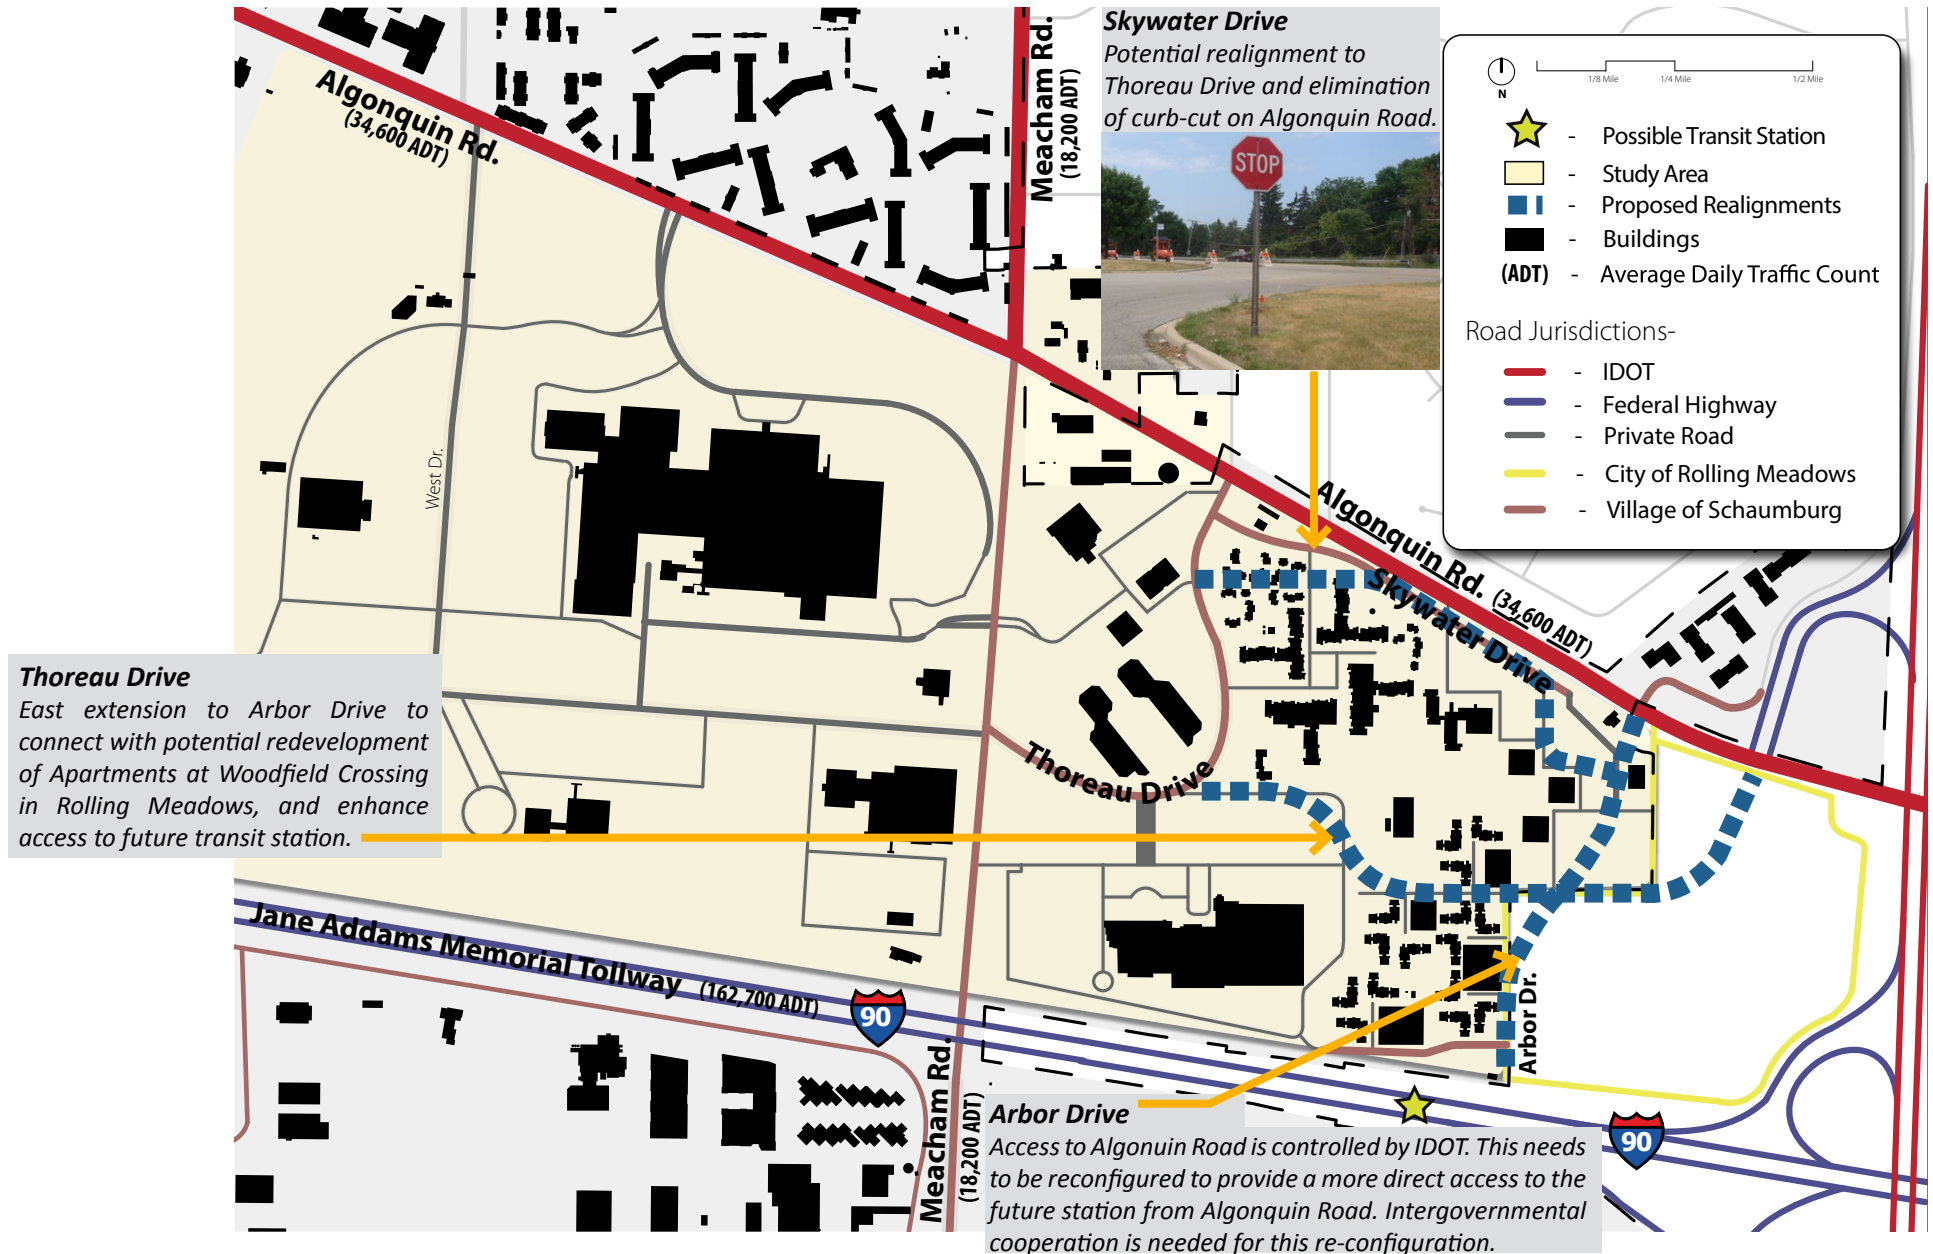 Skywater Drive
Potential realignment to
Thoreau Drive and elimination
of curb-cut on Algonquin Road.
STOP
Meacham Rd.
(18,200 ADT)
Algonquin Rd.
(34,600 ADT)
N
1/8 Mile
1/4 Mile
1/2 Mile
- Possible Transit Station
- Study Area
- Proposed Realignments
- Buildings
(ADT) - Average Daily Traffic Count
Road Jurisdictions-
- IDOT
- Federal Highway
- Private Road
- City of Rolling Meadows
- Village of Schaumburg
West Dr.
Algonquin Rd. (34,600 ADT)
Skywater Drive
Thoreau Drive
East extension to Arbor Drive to
connect with potential redevelopment
of Apartments at Woodfield Crossing
in Rolling Meadows, and enhance
access to future transit station.
Thoreau Drive
Jane Addams Memorial Tollway (162,700 ADT)
90
Arbor Dr.
Meacham Rd.
(18,200 ADT)
90
Arbor Drive
Access to Algonuin Road is controlled by IDOT. This needs
to be reconfigured to provide a more direct access to the
future station from Algonquin Road. Intergovernmental
cooperation is needed for this re-configuration.